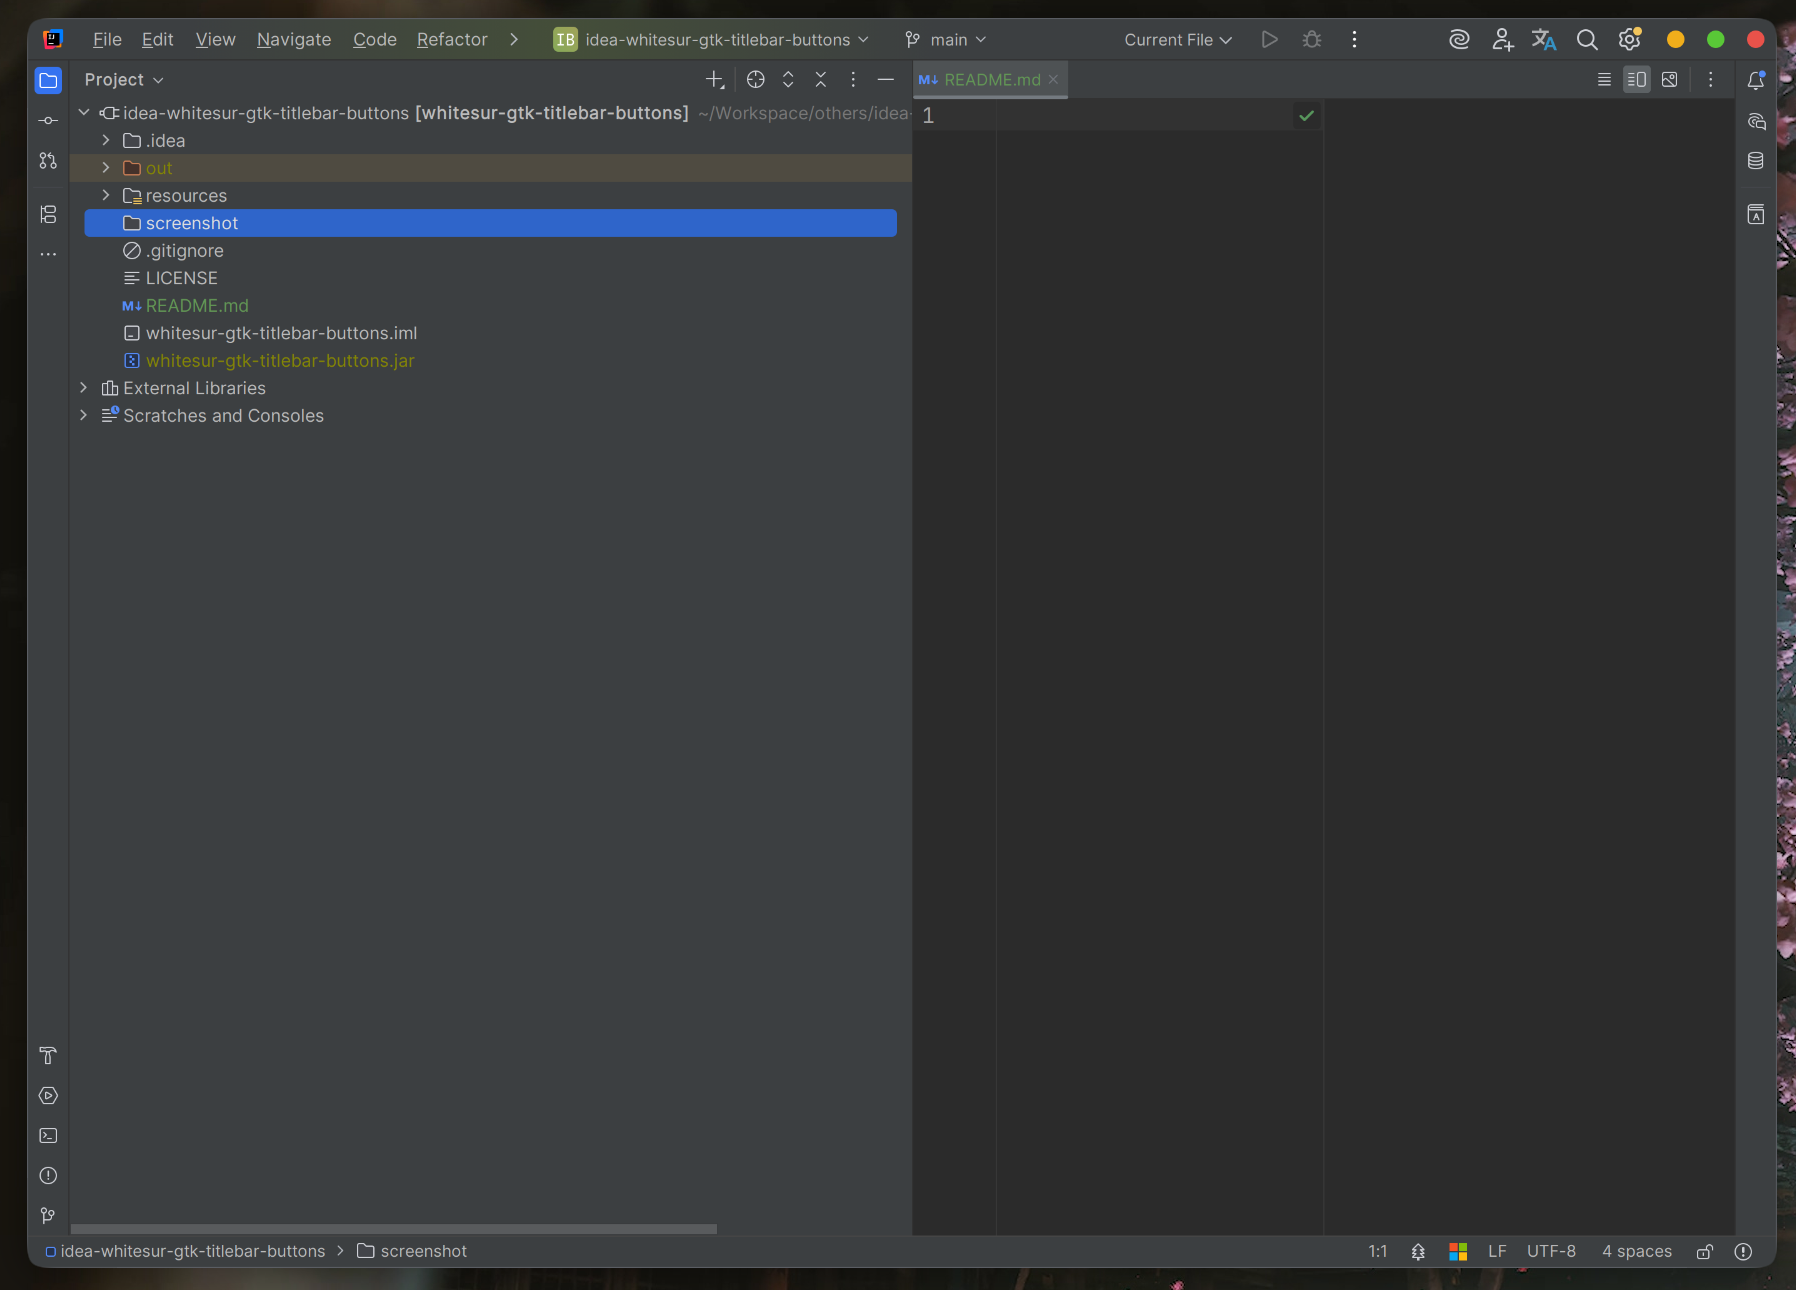 File Edit View Navigate Code Refactor IB idea-whitesur-gtk-titlebar-buttons main Current File
Project
README.md
idea-whitesur-gtk-titlebar-buttons [whitesur-gtk-titlebar-buttons] ~/Workspace/others/idea-
1
.idea
out
resources
screenshot
.gitignore
LICENSE
M↓ README.md
whitesur-gtk-titlebar-buttons.iml
whitesur-gtk-titlebar-buttons.jar
External Libraries
Scratches and Consoles
idea-whitesur-gtk-titlebar-buttons screenshot 1:1 LF UTF-8 4 spaces